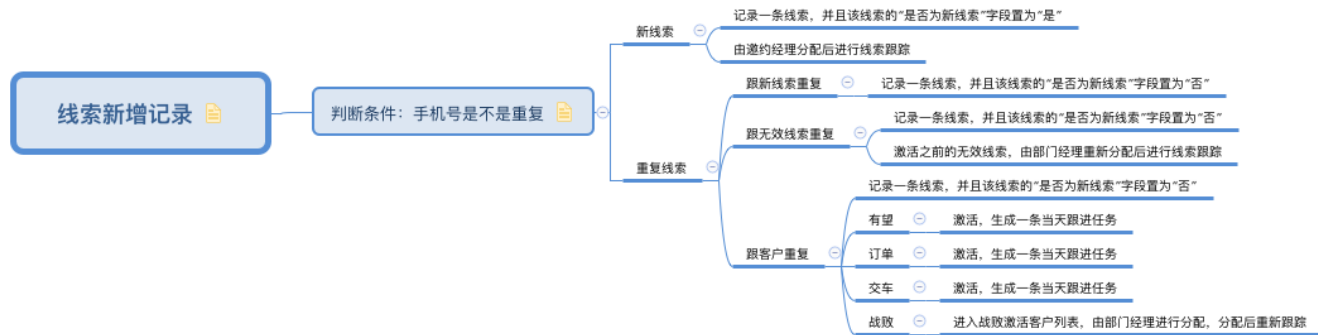 线索新增记录
判断条件：手机号是不是重复
新线索
记录一条线索，并且该线索的“是否为新线索”字段置为“是”
由邀约经理分配后进行线索跟踪
重复线索
跟新线索重复
记录一条线索，并且该线索的“是否为新线索”字段置为“否”
跟无效线索重复
记录一条线索，并且该线索的“是否为新线索”字段置为“否”
激活之前的无效线索，由部门经理重新分配后进行线索跟踪
跟客户重复
记录一条线索，并且该线索的“是否为新线索”字段置为“否”
有望
激活，生成一条当天跟进任务
订单
激活，生成一条当天跟进任务
交车
激活，生成一条当天跟进任务
战败
进入战败激活客户列表，由部门经理进行分配，分配后重新跟踪